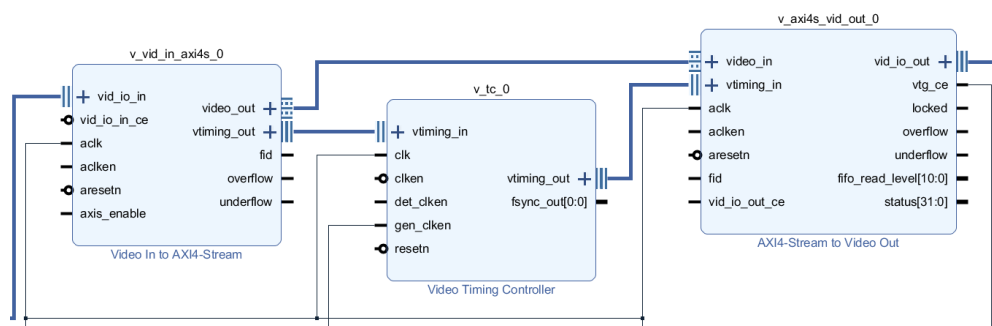 v_vid_in_axi4s_0
vid_io_in
vid_io_in_ce
aclk
aclken
aresetn
axis_enable
video_out
vtiming_out
fid
overflow
underflow
Video In to AXI4-Stream
v_tc_0
vtiming_in
clk
clken
det_clken
gen_clken
resetn
vtiming_out
fsync_out[0:0]
Video Timing Controller
v_axi4s_vid_out_0
video_in
vtiming_in
aclk
aclken
aresetn
fid
vid_io_out_ce
vid_io_out
vtg_ce
locked
overflow
underflow
fifo_read_level[10:0]
status[31:0]
AXI4-Stream to Video Out